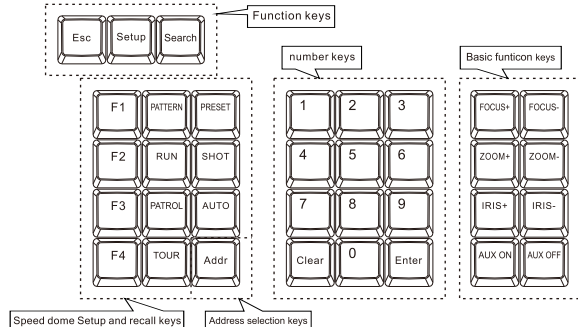 Function keys
Esc Setup Search
number keys
Basic funticon keys
F1 PATTERN PRESET 1 2 3 FOCUS+ FOCUS-
F2 RUN SHOT 4 5 6 ZOOM+ ZOOM-
F3 PATROL AUTO 7 8 9 IRIS+ IRIS-
F4 TOUR Addr Clear 0 Enter AUX ON AUX OFF
Speed dome Setup and recall keys
Address selection keys